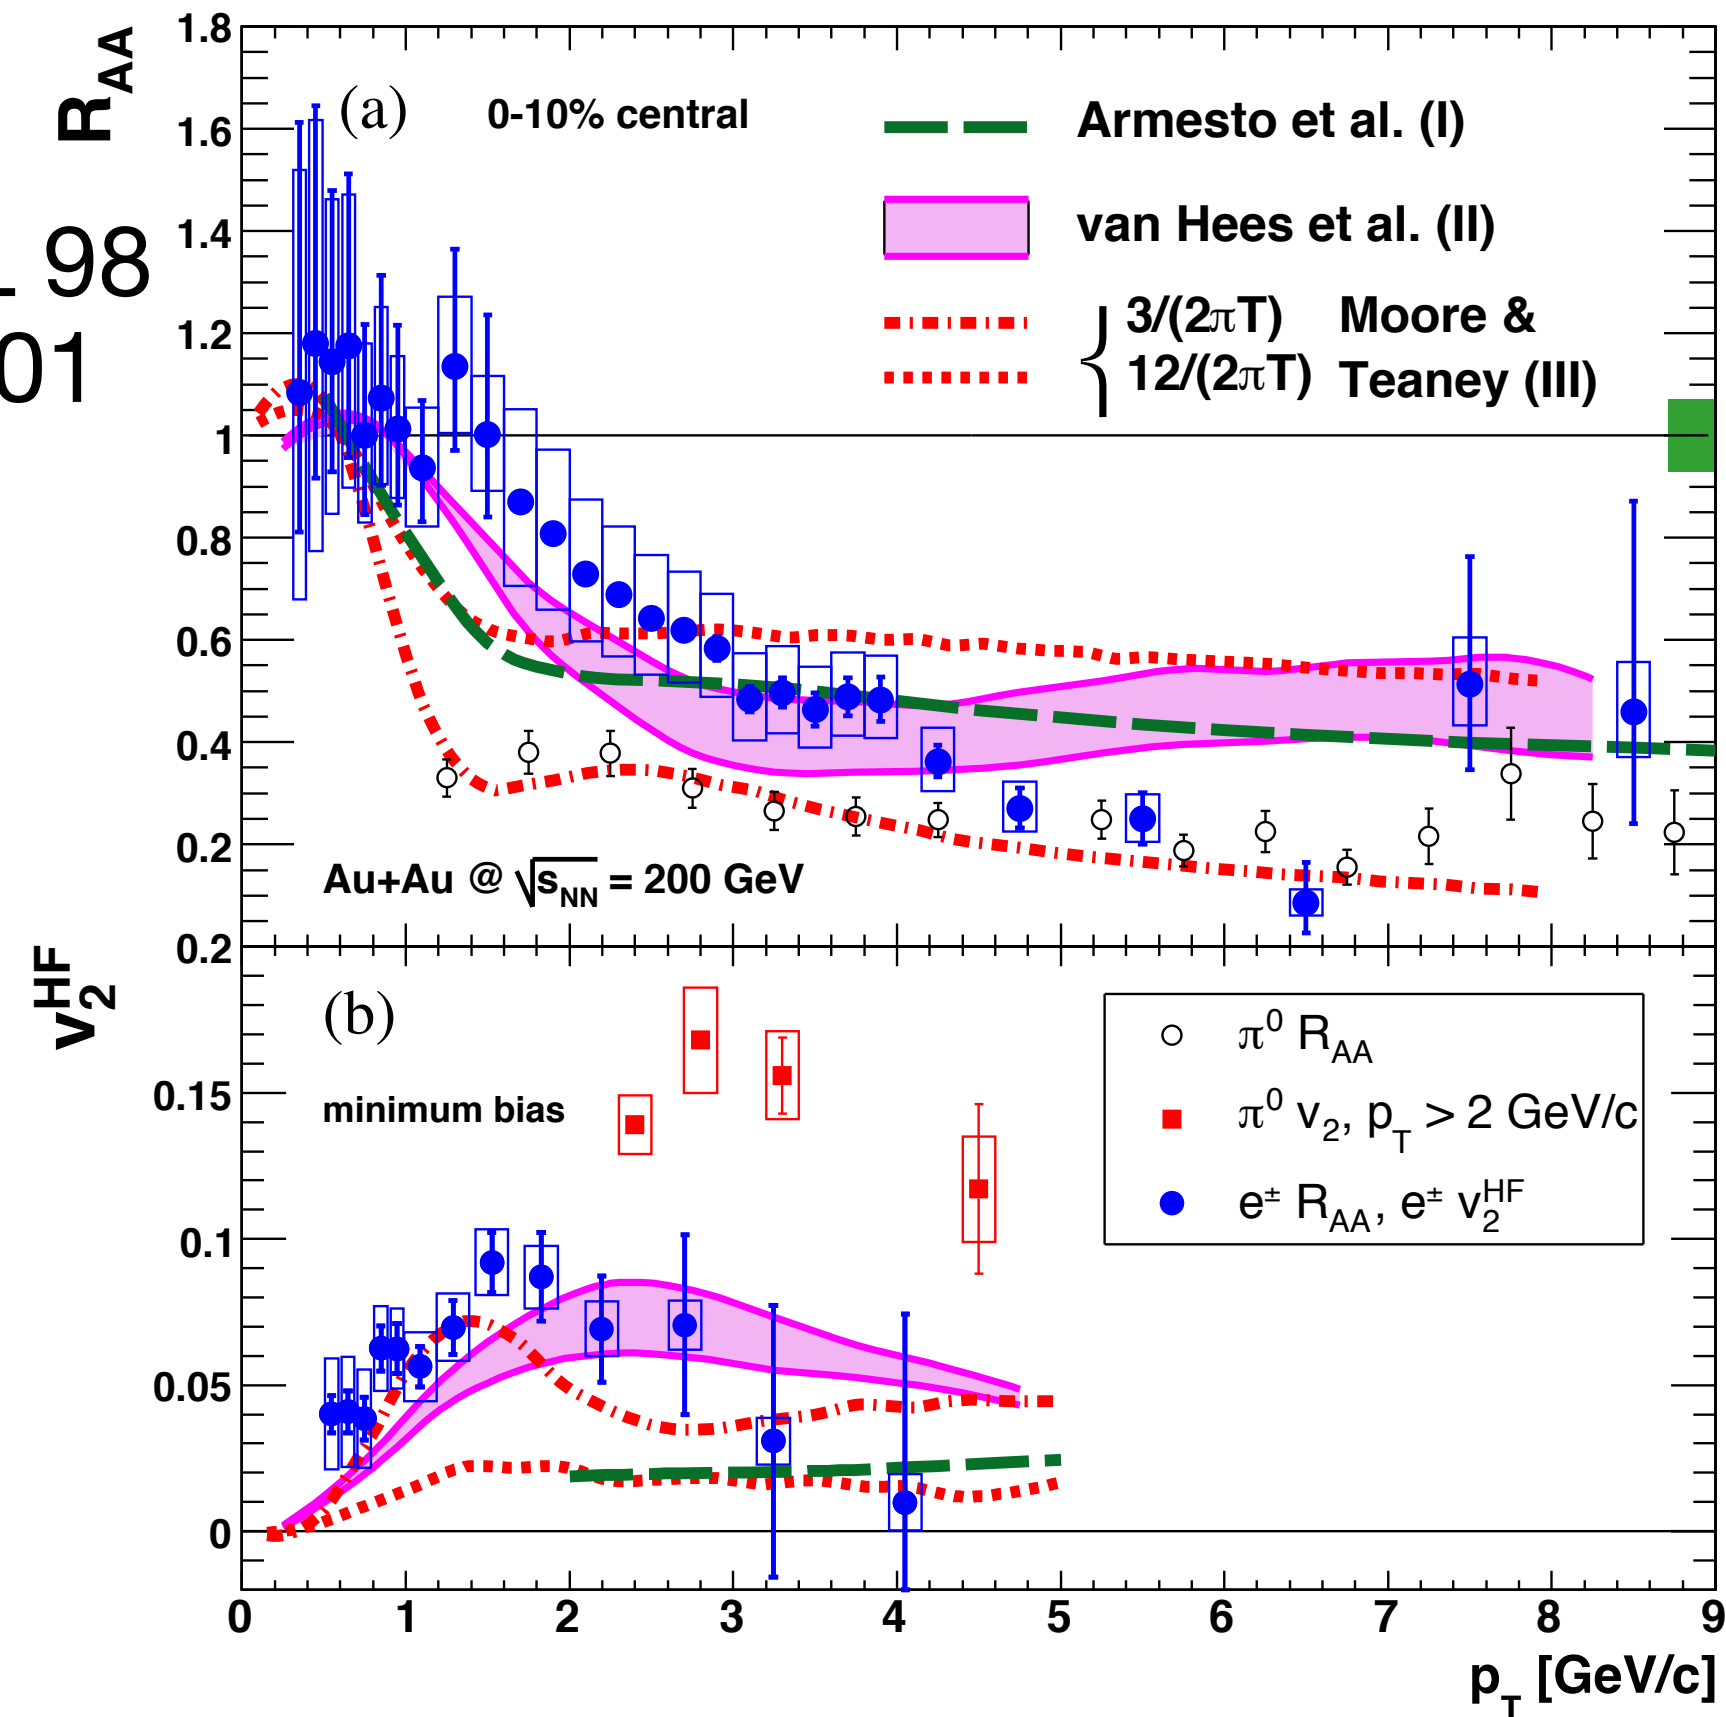 R_AA
98
01
1.8
1.6
1.4
1.2
1
0.8
0.6
0.4
0.2
(a)
0-10% central
Armesto et al. (I)
van Hees et al. (II)
3/(2πT) Moore &
12/(2πT) Teaney (III)
Au+Au @ √s_NN = 200 GeV
v_2^HF
0.2
0.15
0.1
0.05
0
(b)
minimum bias
π^0 R_AA
π^0 v_2, p_T > 2 GeV/c
e^± R_AA, e^± v_2^HF
0 1 2 3 4 5 6 7 8 9
p_T [GeV/c]